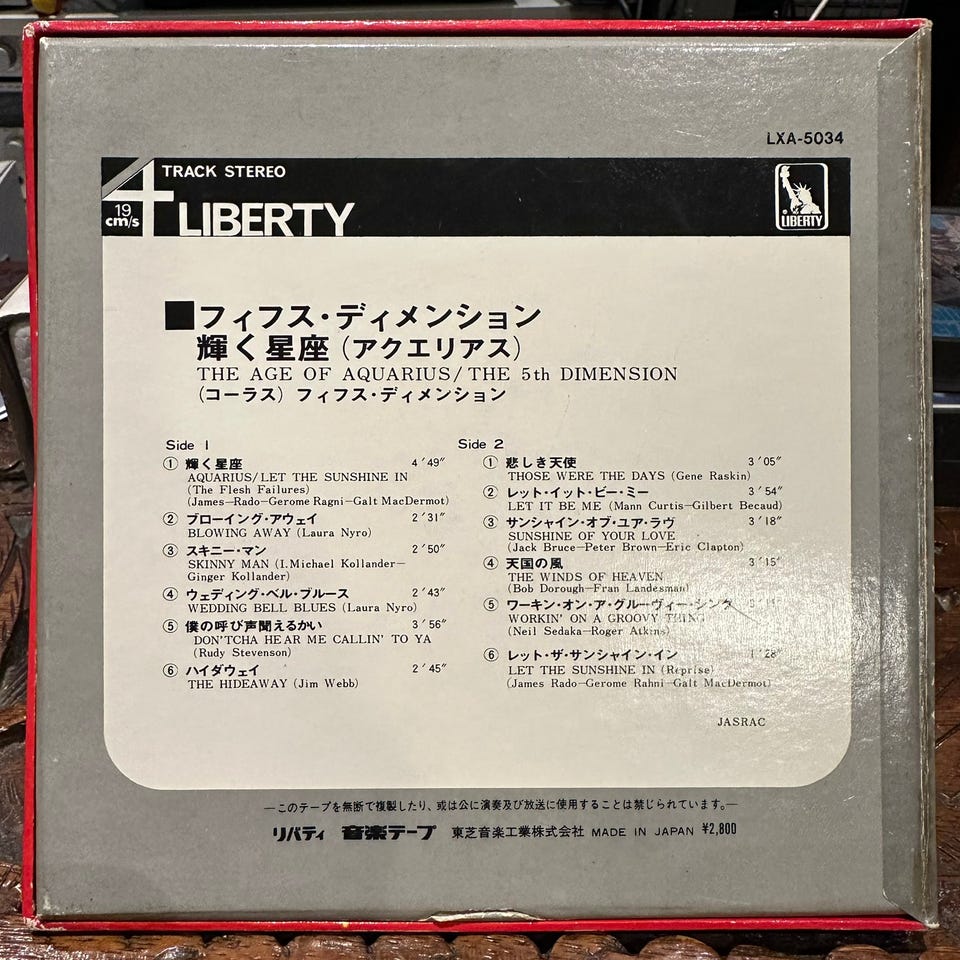 LXA-5034
4 TRACK STEREO
19 cm/s
LIBERTY
LIBERTY
■フィフス・ディメンション
輝く星座(アクエリアス)
THE AGE OF AQUARIUS/THE 5th DIMENSION
(コーラス) フィフス・ディメンション
Side 1
① 輝く星座 4′49″
AQUARIUS/LET THE SUNSHINE IN
(The Flesh Failures)
(James—Rado—Gerome Ragni—Galt MacDermot)
② ブローイング・アウェイ 2′31″
BLOWING AWAY (Laura Nyro)
③ スキニー・マン 2′50″
SKINNY MAN (I.Michael Kollander—
Ginger Kollander)
④ ウェディング・ベル・ブルース 2′43″
WEDDING BELL BLUES (Laura Nyro)
⑤ 僕の呼び声聞えるかい 3′56″
DON'TCHA HEAR ME CALLIN' TO YA
(Rudy Stevenson)
⑥ ハイダウェイ 2′45″
THE HIDEAWAY (Jim Webb)
Side 2
① 悲しき天使 3′05″
THOSE WERE THE DAYS (Gene Raskin)
② レット・イット・ビー・ミー 3′54″
LET IT BE ME (Mann Curtis—Gilbert Becaud)
③ サンシャイン・オブ・ユア・ラヴ 3′18″
SUNSHINE OF YOUR LOVE
(Jack Bruce—Peter Brown—Eric Clapton)
④ 天国の風 3′15″
THE WINDS OF HEAVEN
(Bob Dorough—Fran Landesman)
⑤ ワーキン・オン・ア・グルーヴィー・シング
WORKIN' ON A GROOVY THING
(Neil Sedaka—Roger Atkins)
⑥ レット・ザ・サンシャイン・イン 1′28″
LET THE SUNSHINE IN (Reprise)
(James Rado—Gerome Rahni—Galt MacDermot)
JASRAC
—このテープを無断で複製したり、或は公に演奏及び放送に使用することは禁じられています。—
リバティ 音楽テープ 東芝音楽工業株式会社 MADE IN JAPAN ¥2,800